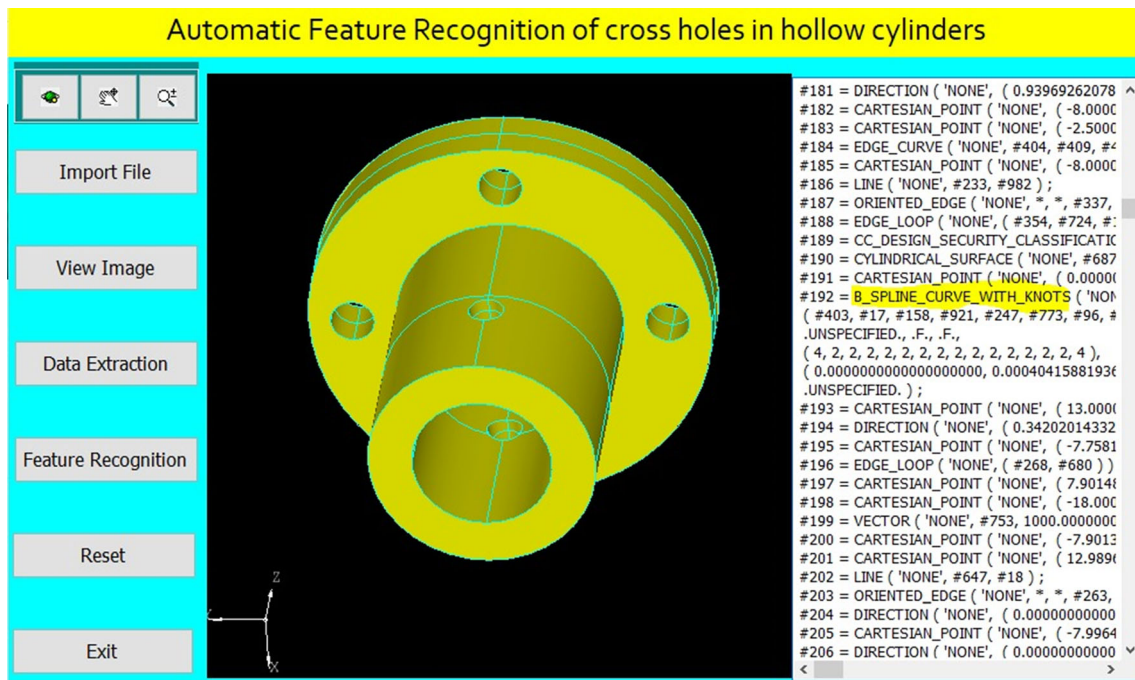 Automatic Feature Recognition of cross holes in hollow cylinders
Import File
View Image
Data Extraction
Feature Recognition
Reset
Exit
Z
X
#181 = DIRECTION ( 'NONE', ( 0.93969262078
#182 = CARTESIAN_POINT ( 'NONE', ( -8.0000
#183 = CARTESIAN_POINT ( 'NONE', ( -2.5000
#184 = EDGE_CURVE ( 'NONE', #404, #409, #4
#185 = CARTESIAN_POINT ( 'NONE', ( -8.0000
#186 = LINE ( 'NONE', #233, #982 ) ;
#187 = ORIENTED_EDGE ( 'NONE', *, *, #337,
#188 = EDGE_LOOP ( 'NONE', ( #354, #724, #1
#189 = CC_DESIGN_SECURITY_CLASSIFICATIO
#190 = CYLINDRICAL_SURFACE ( 'NONE', #687
#191 = CARTESIAN_POINT ( 'NONE', ( 0.00000
#192 = B_SPLINE_CURVE_WITH_KNOTS ( 'NON
( #403, #17, #158, #921, #247, #773, #96, #
.UNSPECIFIED., .F., .F.,
( 4, 2, 2, 2, 2, 2, 2, 2, 2, 2, 2, 2, 2, 2, 2, 4 ),
( 0.0000000000000000000, 0.00040415881936
.UNSPECIFIED. ) ;
#193 = CARTESIAN_POINT ( 'NONE', ( 13.0000
#194 = DIRECTION ( 'NONE', ( 0.34202014332
#195 = CARTESIAN_POINT ( 'NONE', ( -7.7581
#196 = EDGE_LOOP ( 'NONE', ( #268, #680 ) )
#197 = CARTESIAN_POINT ( 'NONE', ( 7.90148
#198 = CARTESIAN_POINT ( 'NONE', ( -18.000
#199 = VECTOR ( 'NONE', #753, 1000.0000000
#200 = CARTESIAN_POINT ( 'NONE', ( -7.9013
#201 = CARTESIAN_POINT ( 'NONE', ( 12.9896
#202 = LINE ( 'NONE', #647, #18 ) ;
#203 = ORIENTED_EDGE ( 'NONE', *, *, #263,
#204 = DIRECTION ( 'NONE', ( 0.00000000000
#205 = CARTESIAN_POINT ( 'NONE', ( -7.9964
#206 = DIRECTION ( 'NONE', ( 0.00000000000